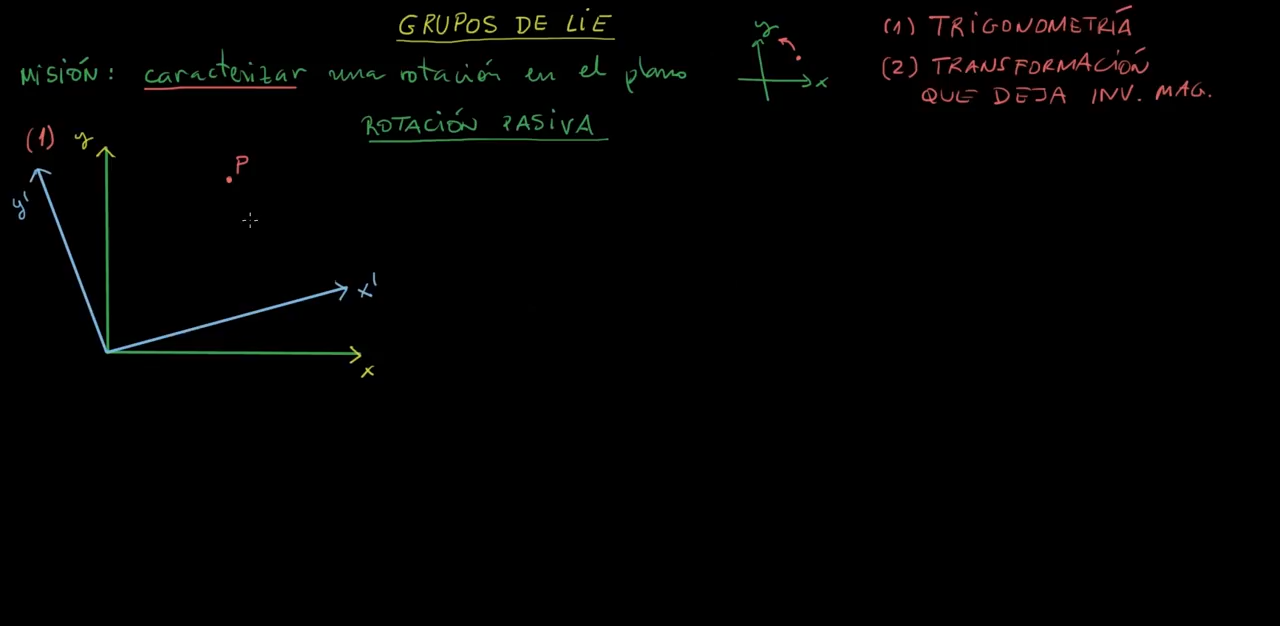 GRUPOS DE LiE
MISIÓN: caracterizar una rotación en el plano
y
x
(1) TRIGONOMETRÍA
(2) TRANSFORMACIÓN
QUE DEJA INV. MAG.
ROTACIÓN PASIVA
(1)
y
P
y'
x'
x